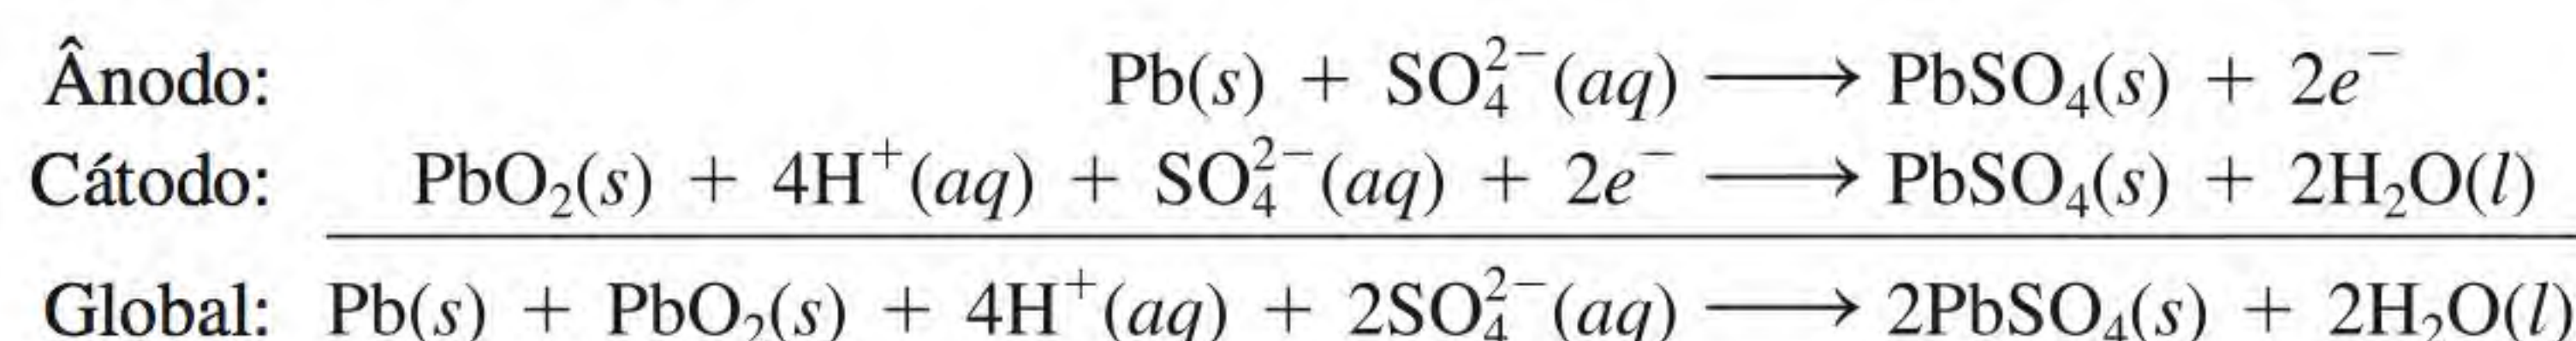 Ânodo: Pb(s) + SO₄²⁻(aq) ⟶ PbSO₄(s) + 2e⁻
Cátodo: PbO₂(s) + 4H⁺(aq) + SO₄²⁻(aq) + 2e⁻ ⟶ PbSO₄(s) + 2H₂O(l)
Global: Pb(s) + PbO₂(s) + 4H⁺(aq) + 2SO₄²⁻(aq) ⟶ 2PbSO₄(s) + 2H₂O(l)